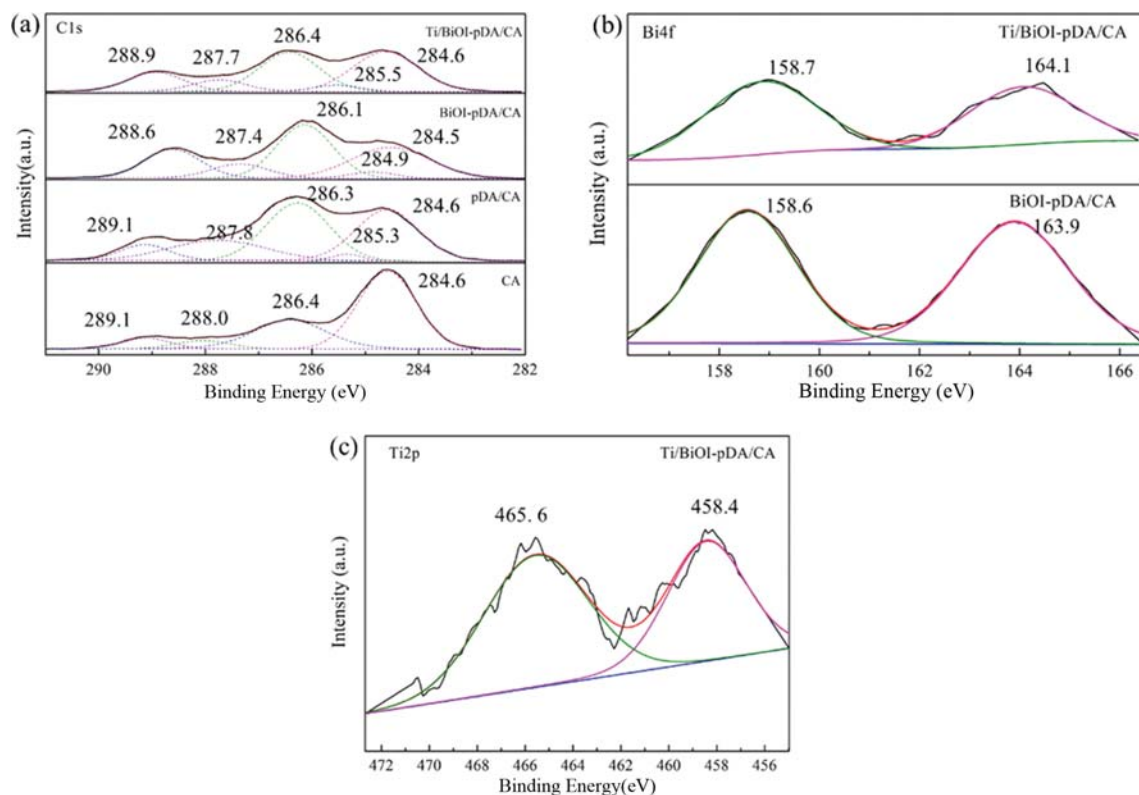 (a)
C1s
Ti/BiOI-pDA/CA
288.9
287.7
286.4
285.5
284.6
BiOI-pDA/CA
288.6
287.4
286.1
284.9
284.5
pDA/CA
289.1
287.8
286.3
285.3
284.6
CA
289.1
288.0
286.4
284.6
Intensity(a.u.)
290 288 286 284 282
Binding Energy (eV)
(b)
Bi4f
Ti/BiOI-pDA/CA
158.7
164.1
BiOI-pDA/CA
158.6
163.9
Intensity (a.u.)
158 160 162 164 166
Binding Energy (eV)
(c)
Ti2p
Ti/BiOI-pDA/CA
465. 6
458.4
Intensity (a.u.)
472 470 468 466 464 462 460 458 456
Binding Energy(eV)